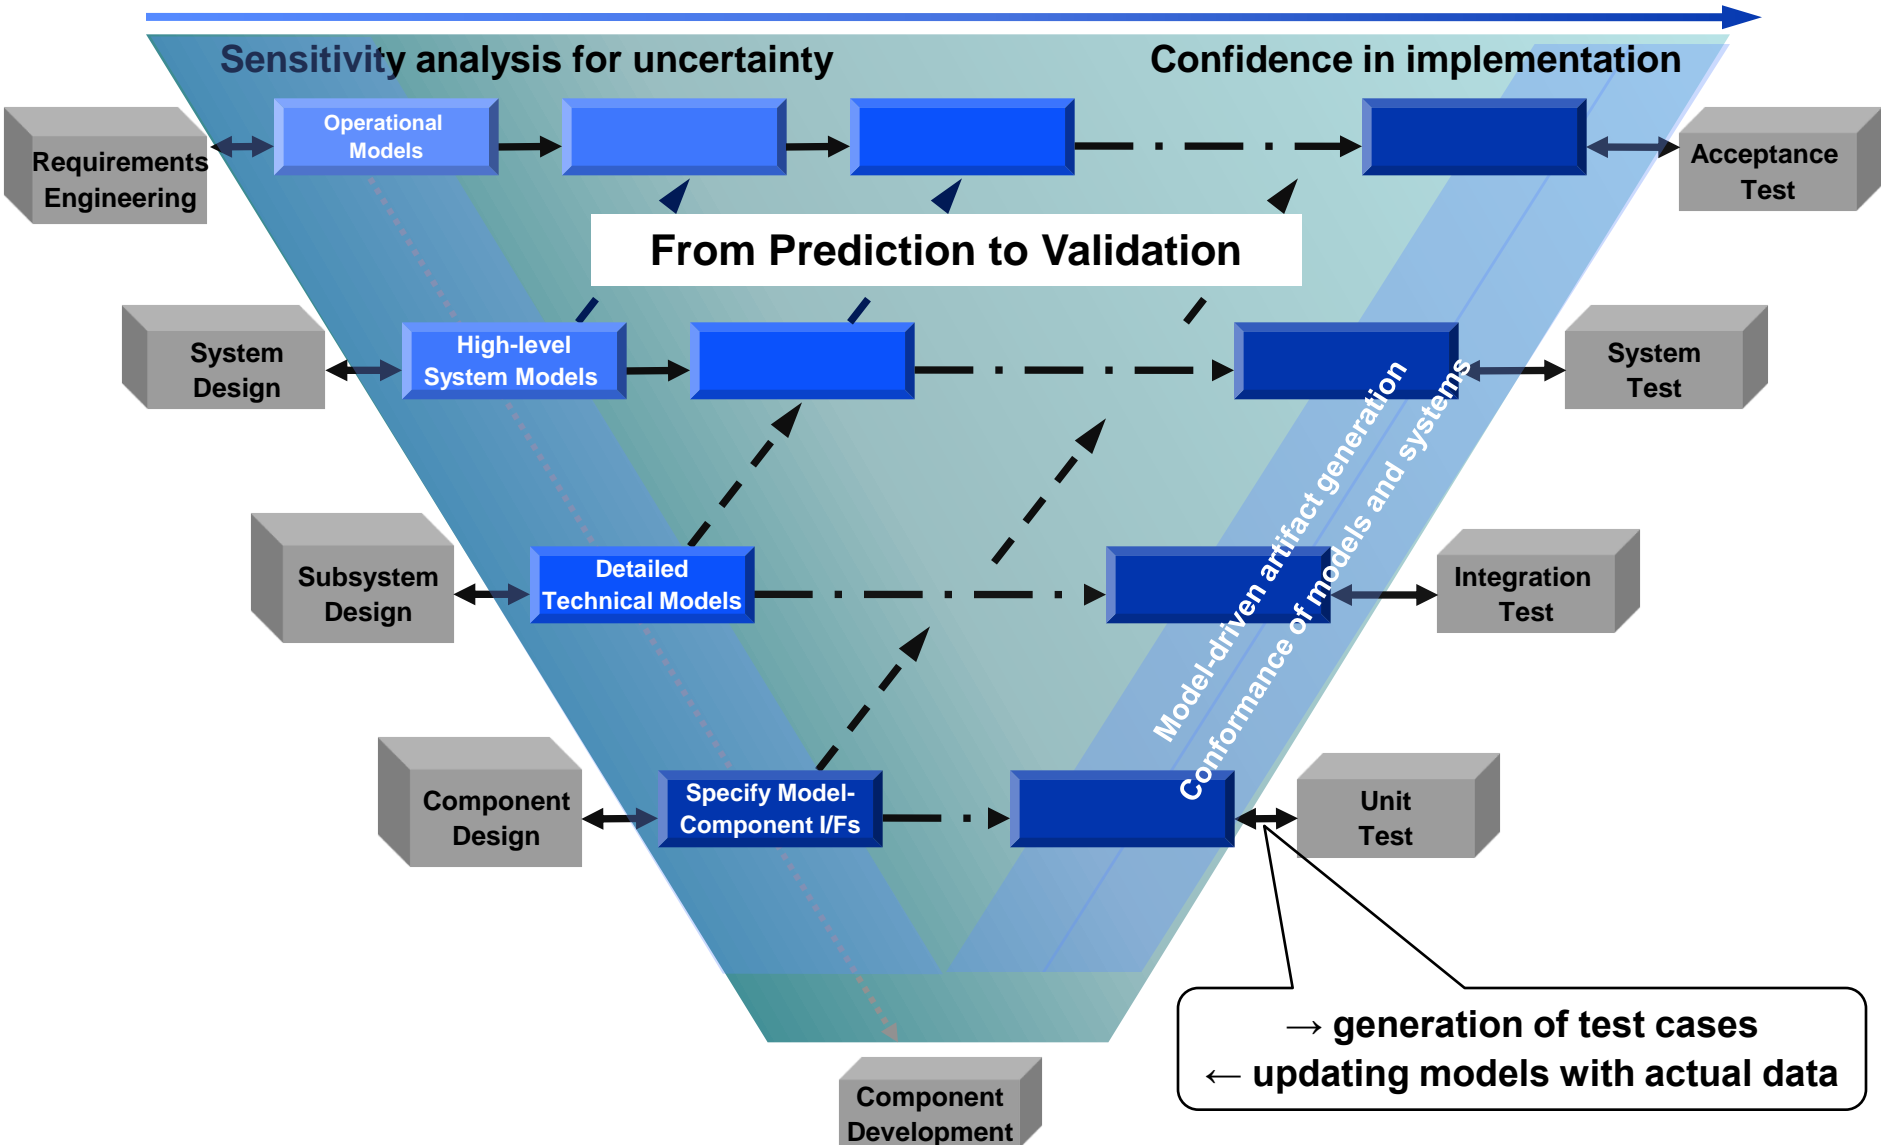 Sensitivity analysis for uncertainty
Confidence in implementation
Operational
Models
Requirements
Engineering
Acceptance
Test
From Prediction to Validation
System
Design
High-level
System Models
System
Test
Subsystem
Design
Detailed
Technical Models
Integration
Test
Model-driven artifact generation
Conformance of models and systems
Component
Design
Specify Model-
Component I/Fs
Unit
Test
→ generation of test cases
← updating models with actual data
Component
Development